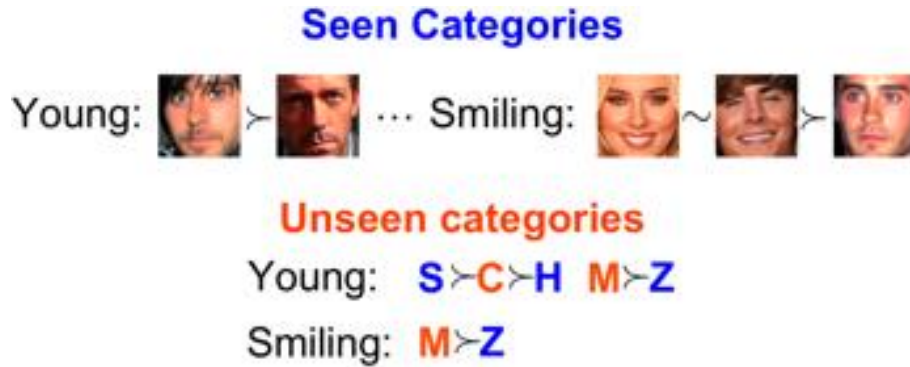 Seen Categories
Young: ≻ ··· Smiling: ~ ≻
Unseen categories
Young: S≻C≻H M≻Z
Smiling: M≻Z